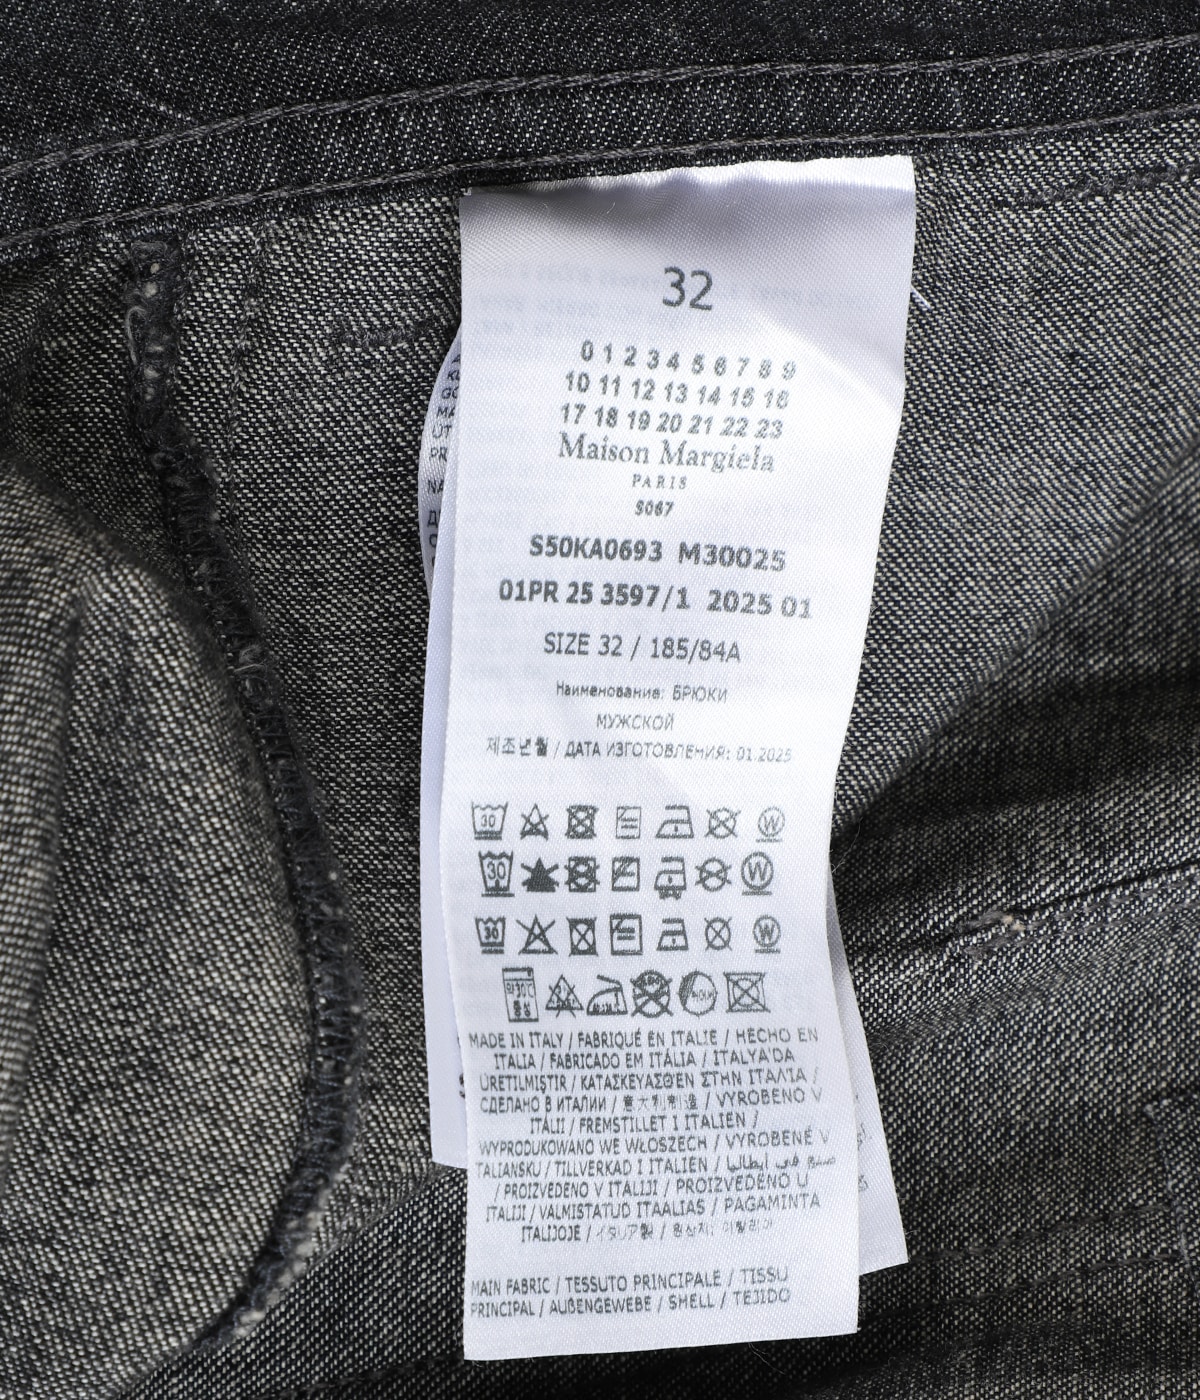 32
0 1 2 3 4 5 6 7 8 9
10 11 12 13 14 15 16
17 18 19 20 21 22 23
Maison Margiela
PARIS
S067
S50KA0693 M30025
01PR 25 3597/1 2025 01
SIZE 32 / 185/84A
Наименование: БРЮКИ
МУЖСКОЙ
제조년월 / ДАТА ИЗГОТОВЛЕНИЯ: 01.2025
30
W
30
W
30
W
MADE IN ITALY / FABRIQUÉ EN ITALIE / HECHO EN
ITALIA / FABRICADO EM ITÁLIA / ITALYA'DA
ÜRETILMIŞTIR / ΚΑΤΑΣΚΕΥΑΣΘΕΝ ΣΤΗΝ ΙΤΑΛΊΑ /
СДЕЛАНО В ИТАЛИИ / 意大利制造 / VYROBENO V
ITÁLII / FREMSTILLET I ITALIEN /
WYPRODUKOWANO WE WŁOSZECH / VYROBENÉ V
TALIANSKU / TILLVERKAD I ITALIEN / صنع في ايطاليا
/ PROIZVEDENO V ITALIJI / PROIZVEDENO U
ITALIJI / VALMISTATUD ITAALIAS / PAGAMINTA
ITALIJOJE / イタリア製 / 원산지: 이탈리아
MAIN FABRIC / TESSUTO PRINCIPALE / TISSU
PRINCIPAL / AUßENGEWEBE / SHELL / TEJIDO